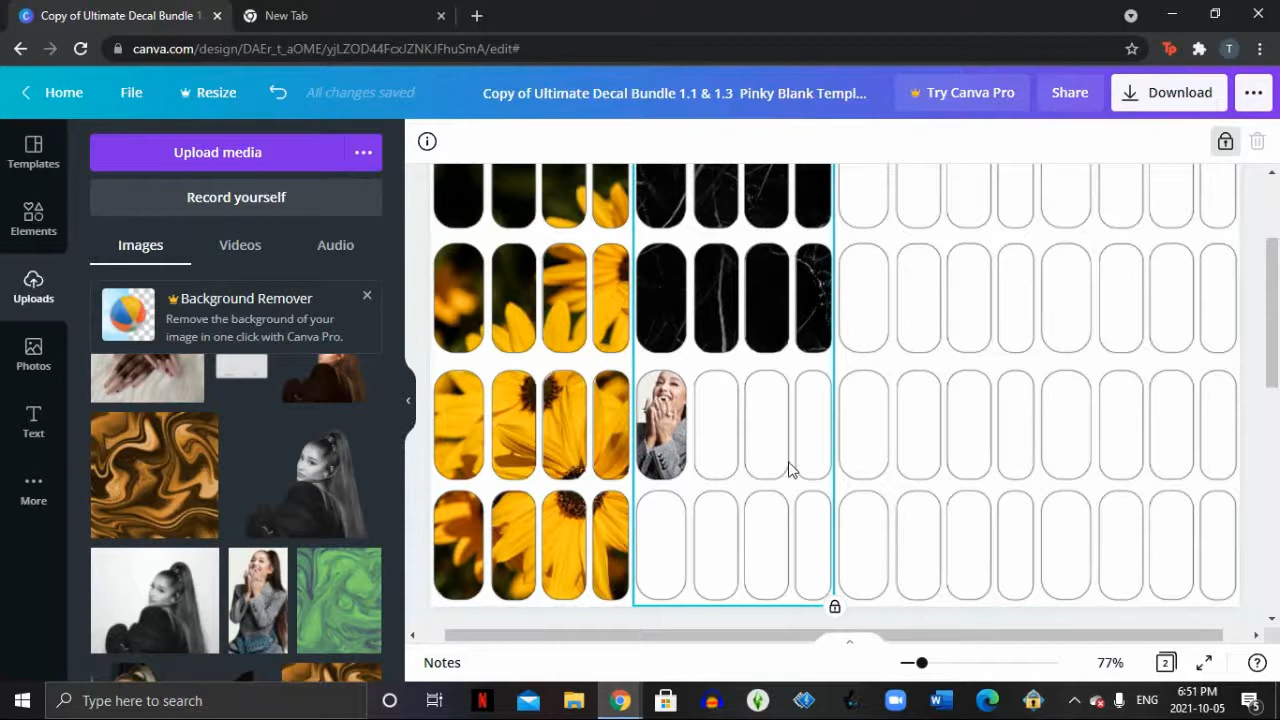 Copy of Ultimate Decal Bundle 1.
New Tab
canva.com/design/DAEr_t_aOME/yjLZOD44FcxJZNKJFhuSmA/edit#
T
Home
File
Resize
All changes saved
Copy of Ultimate Decal Bundle 1.1 & 1.3 Pinky Blank Templ...
Try Canva Pro
Share
Download
Templates
Elements
Uploads
Photos
Text
More
Upload media
Record yourself
Images
Videos
Audio
Background Remover
Remove the background of your
image in one click with Canva Pro.
Notes
77%
2
Type here to search
ENG
6:51 PM
2021-10-05
5